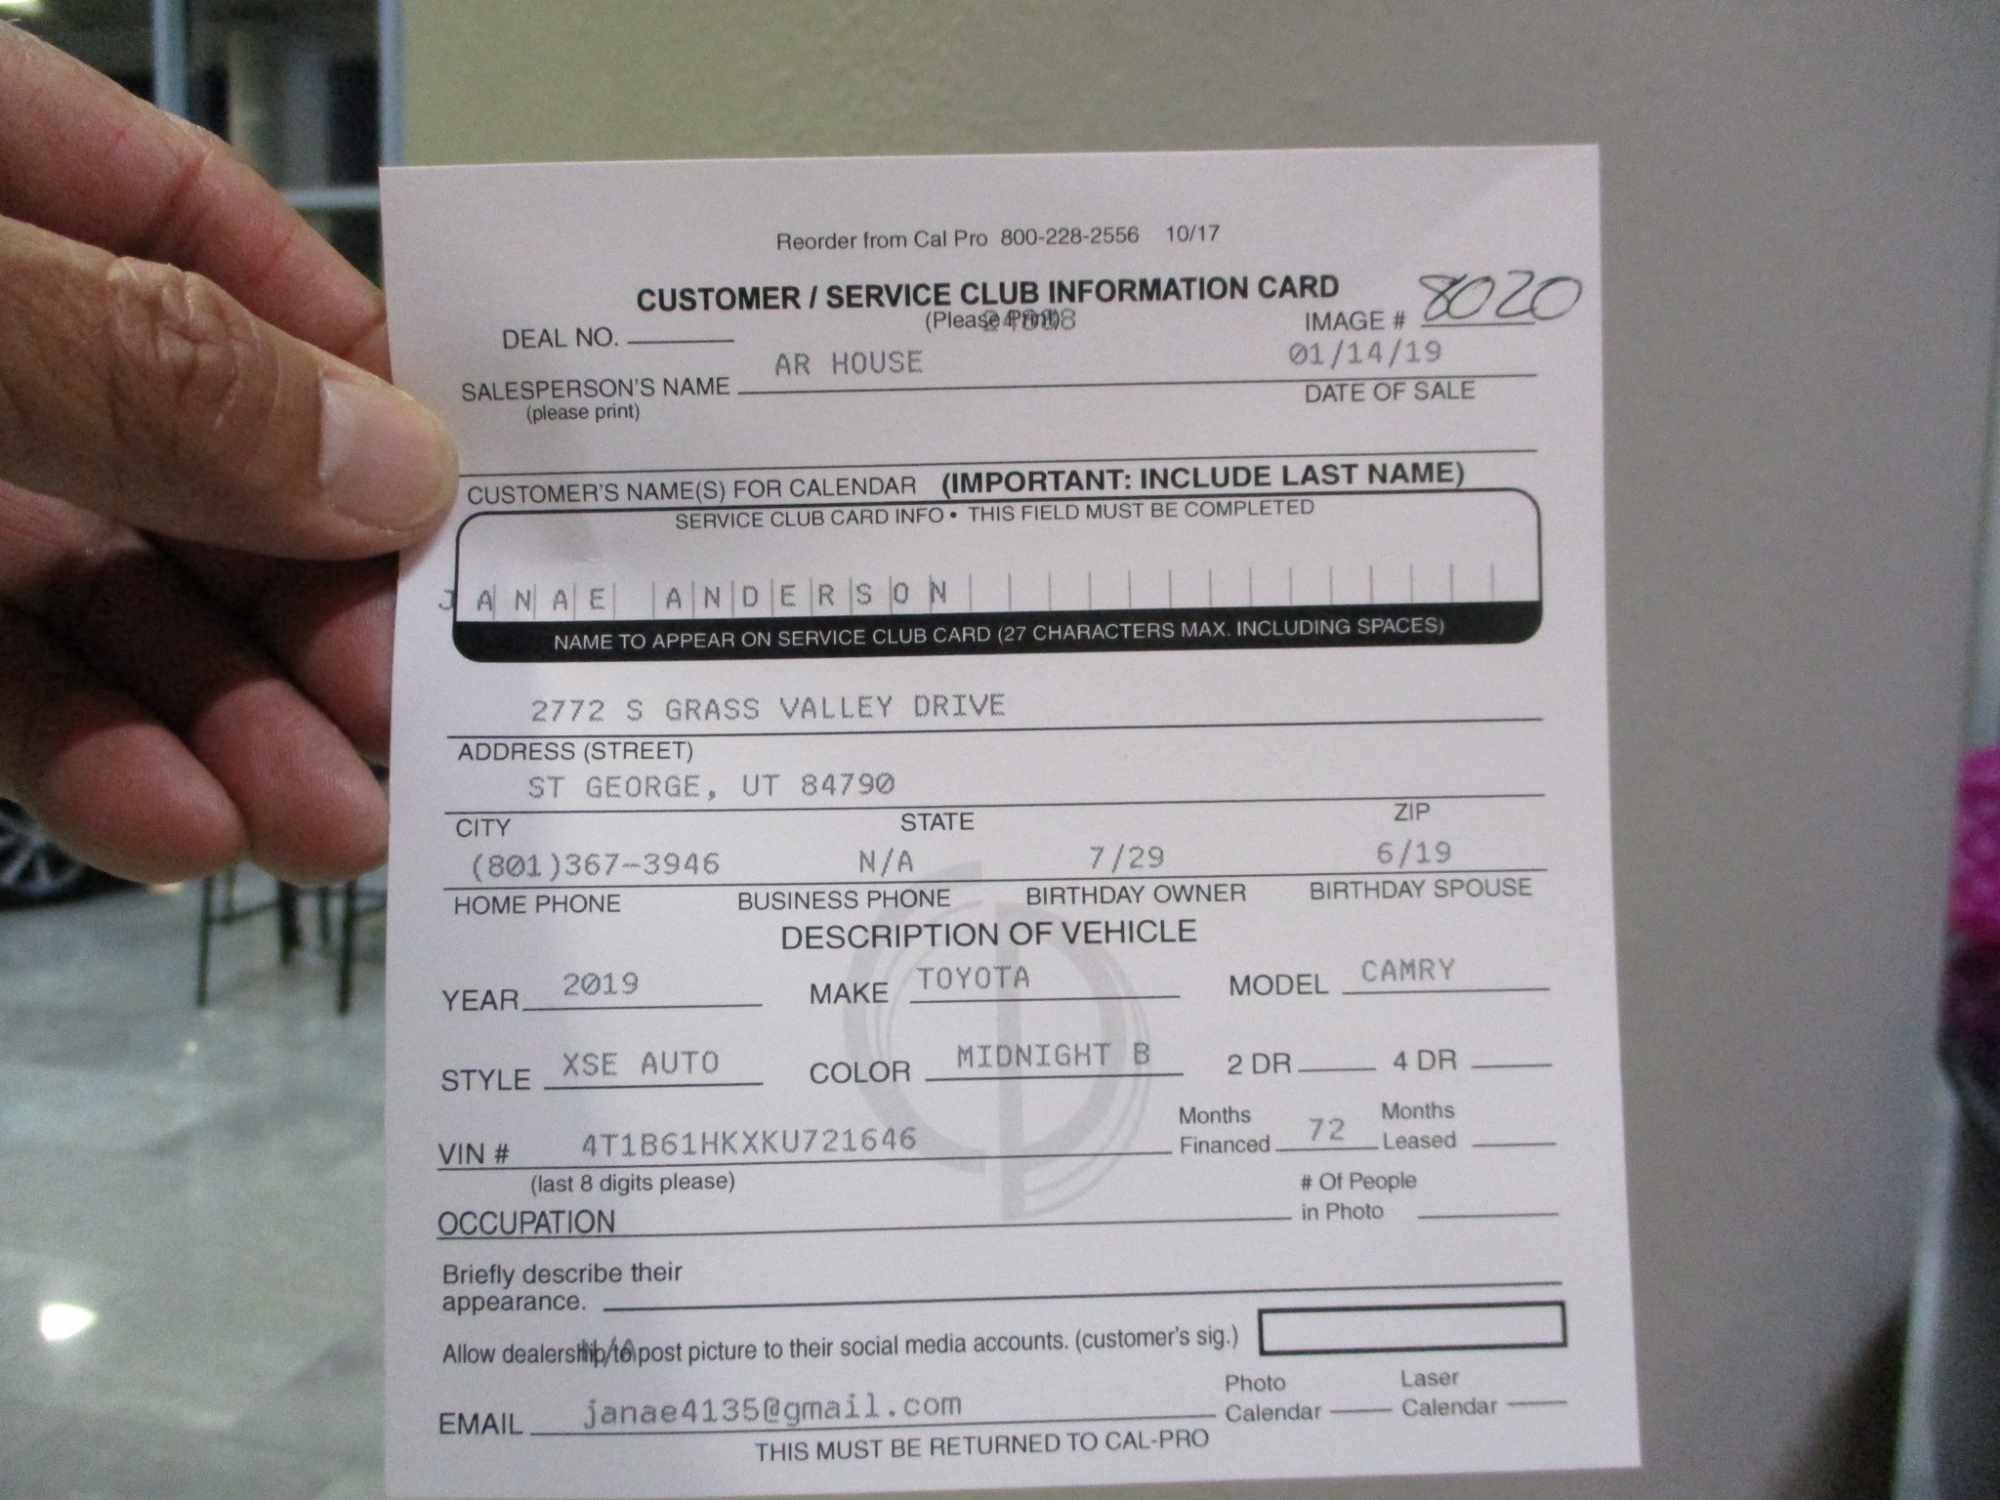 Reorder from Cal Pro 800-228-2556 10/17
CUSTOMER / SERVICE CLUB INFORMATION CARD
(Please Print)
DEAL NO. IMAGE # 8020
SALESPERSON'S NAME AR HOUSE 01/14/19
(please print) DATE OF SALE
CUSTOMER'S NAME(S) FOR CALENDAR (IMPORTANT: INCLUDE LAST NAME)
SERVICE CLUB CARD INFO • THIS FIELD MUST BE COMPLETED
JANAE ANDERSON
NAME TO APPEAR ON SERVICE CLUB CARD (27 CHARACTERS MAX. INCLUDING SPACES)
2772 S GRASS VALLEY DRIVE
ADDRESS (STREET)
ST GEORGE, UT 84790
CITY STATE ZIP
(801)367-3946 N/A 7/29 6/19
HOME PHONE BUSINESS PHONE BIRTHDAY OWNER BIRTHDAY SPOUSE
DESCRIPTION OF VEHICLE
YEAR 2019 MAKE TOYOTA MODEL CAMRY
STYLE XSE AUTO COLOR MIDNIGHT B 2 DR 4 DR
VIN # 4T1B61HKXKU721646 Months Financed 72 Months Leased
(last 8 digits please)
OCCUPATION # Of People in Photo
Briefly describe their
appearance.
Allow dealership to post picture to their social media accounts. (customer's sig.)
N/A
EMAIL janae4135@gmail.com Photo Calendar Laser Calendar
THIS MUST BE RETURNED TO CAL-PRO